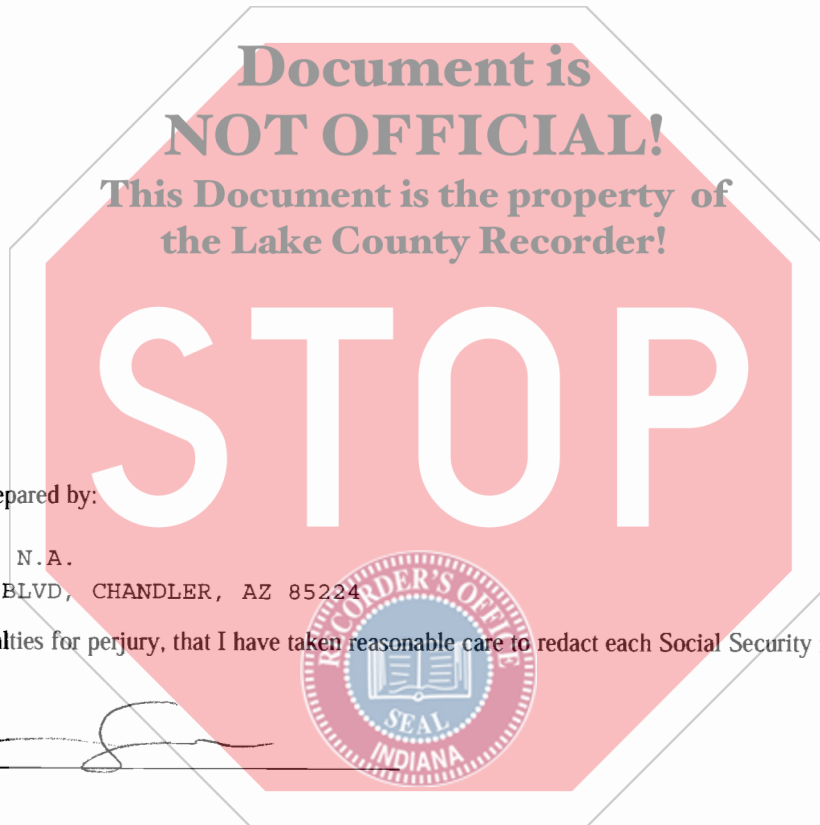 Document is
NOT OFFICIAL!
This Document is the property of
the Lake County Recorder!
STOP
epared by:
N.A.
BLVD, CHANDLER, AZ 85224
lties for perjury, that I have taken reasonable care to redact each Social Security
RECORDER'S OFFICE
SEAL
INDIANA